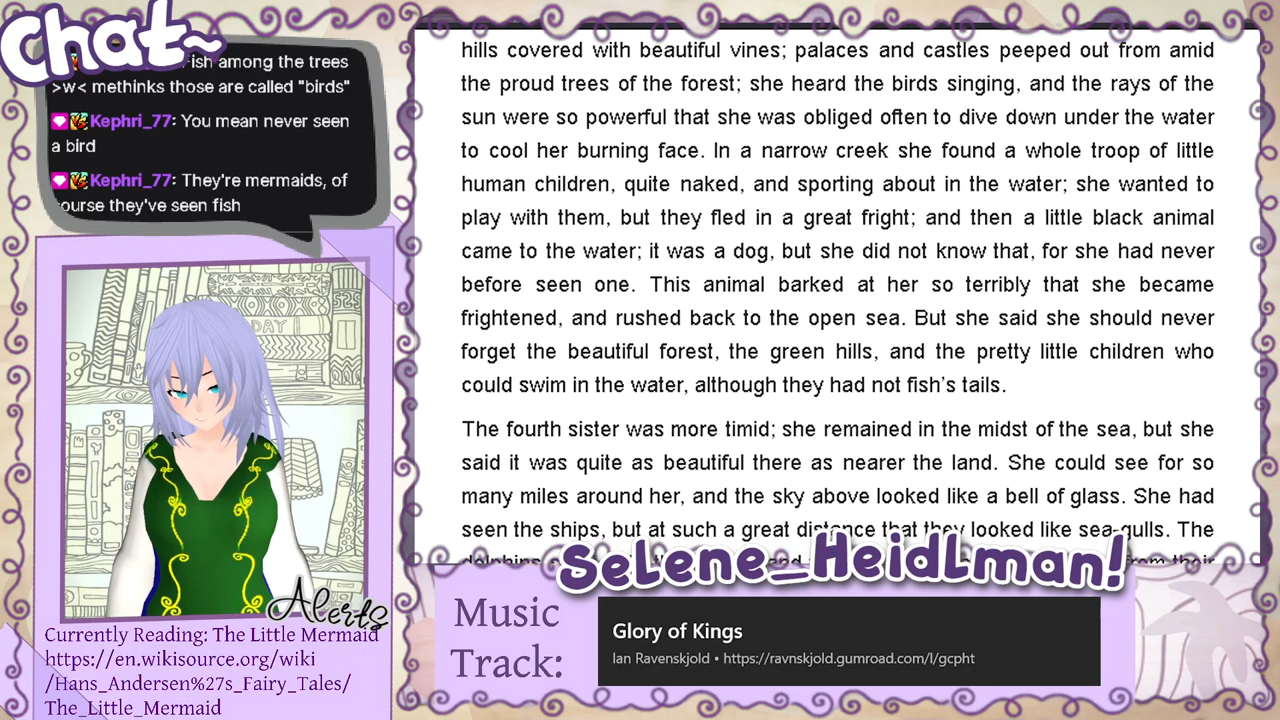 Chat~
ish among the trees
>w< methinks those are called "birds"
Kephri_77: You mean never seen
a bird
Kephri_77: They're mermaids, of
ourse they've seen fish
DAY
Alerts
Currently Reading: The Little Mermaid
https://en.wikisource.org/wiki
/Hans_Andersen%27s_Fairy_Tales/
The_Little_Mermaid
hills covered with beautiful vines; palaces and castles peeped out from amid
the proud trees of the forest; she heard the birds singing, and the rays of the
sun were so powerful that she was obliged often to dive down under the water
to cool her burning face. In a narrow creek she found a whole troop of little
human children, quite naked, and sporting about in the water; she wanted to
play with them, but they fled in a great fright; and then a little black animal
came to the water; it was a dog, but she did not know that, for she had never
before seen one. This animal barked at her so terribly that she became
frightened, and rushed back to the open sea. But she said she should never
forget the beautiful forest, the green hills, and the pretty little children who
could swim in the water, although they had not fish's tails.
The fourth sister was more timid; she remained in the midst of the sea, but she
said it was quite as beautiful there as nearer the land. She could see for so
many miles around her, and the sky above looked like a bell of glass. She had
seen the ships, but at such a great distance that they looked like sea-gulls. The
from their
Selene_Heidlman!
Music
Track:
Glory of Kings
Ian Ravenskjold • https://ravnskjold.gumroad.com/l/gcpht